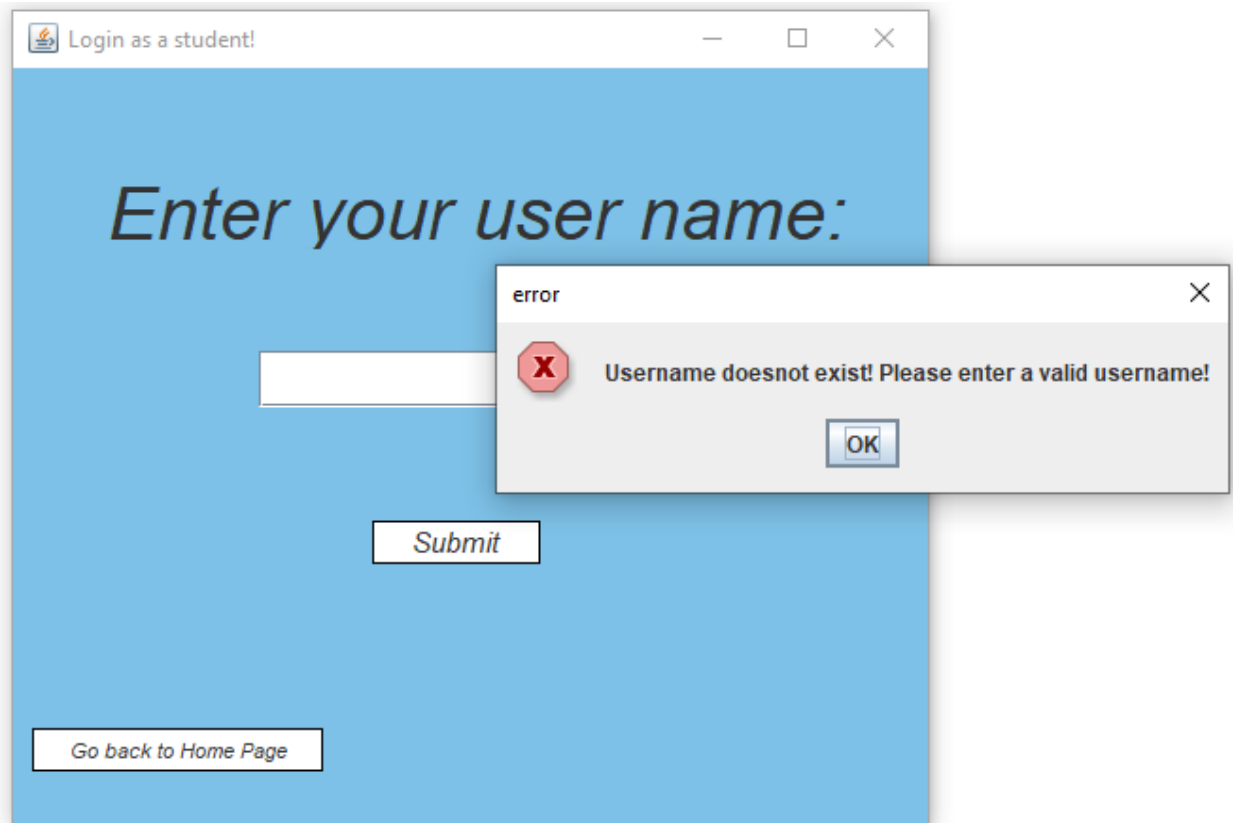 Login as a student!
Enter your user name:
error
Username doesnot exist! Please enter a valid username!
OK
Submit
Go back to Home Page